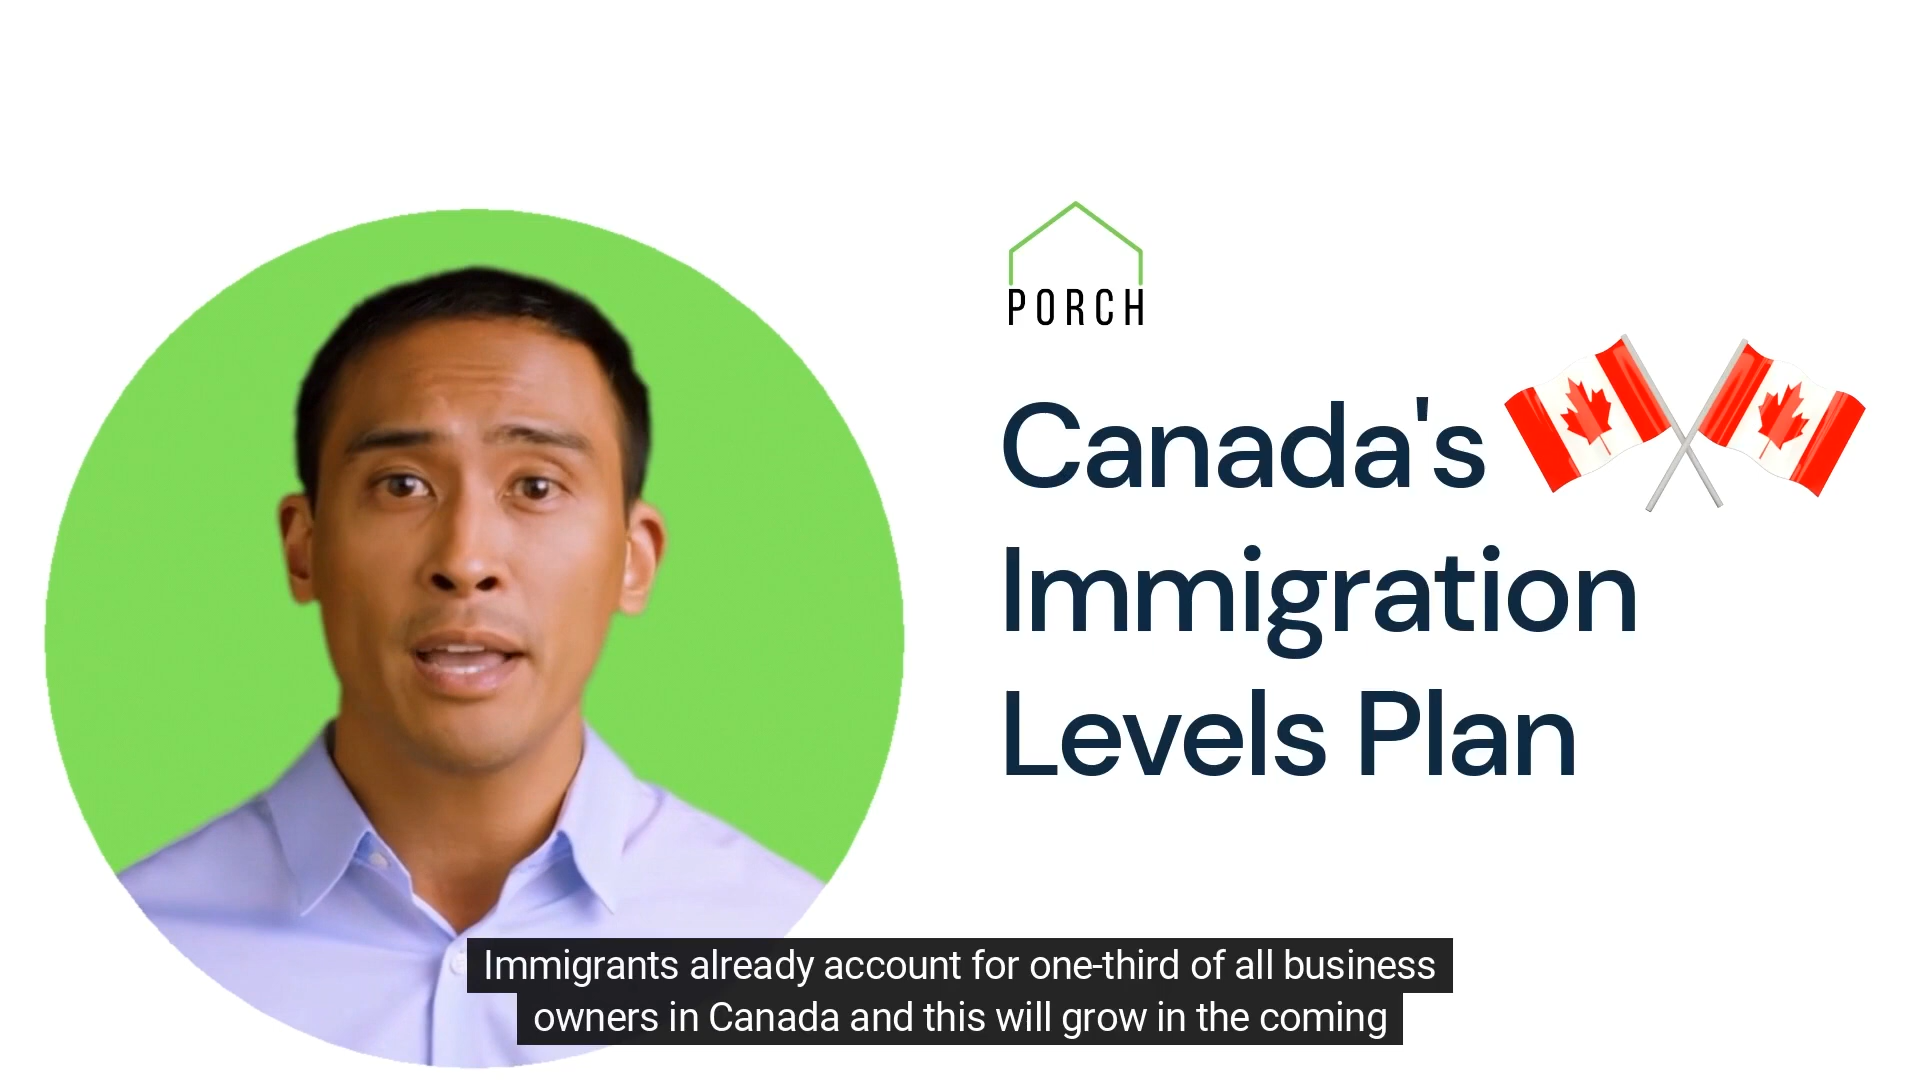 PORCH
Canada's
Immigration
Levels Plan
Immigrants already account for one-third of all business
owners in Canada and this will grow in the coming